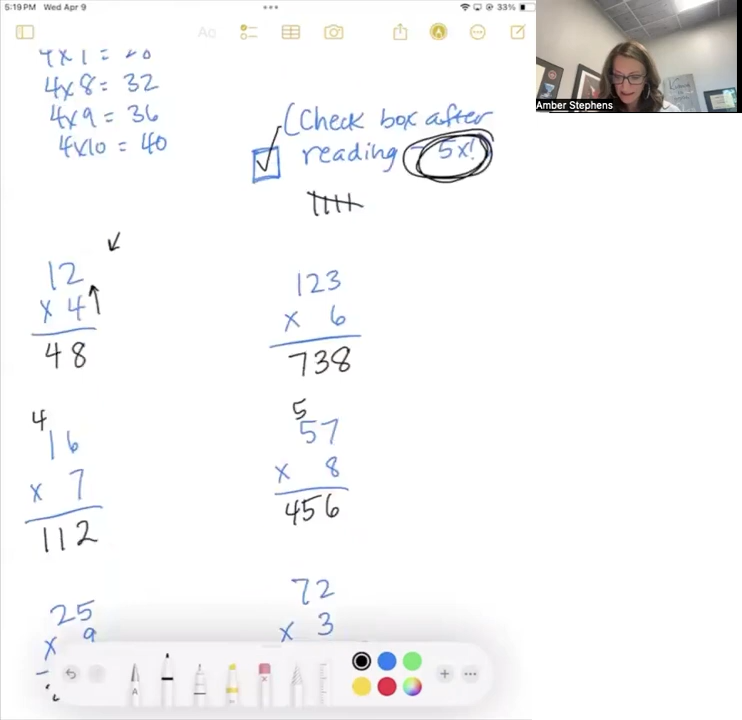 5:19 PM Wed Apr 9
33%
Aa
4x8= 32
4x9 = 36
4x10 = 40
(Check box after
reading - 5x!
Amber Stephens
12
x 4
48
123
x 6
738
4
16
x 7
112
5
57
x 8
456
25
x 9
72
x 3
A